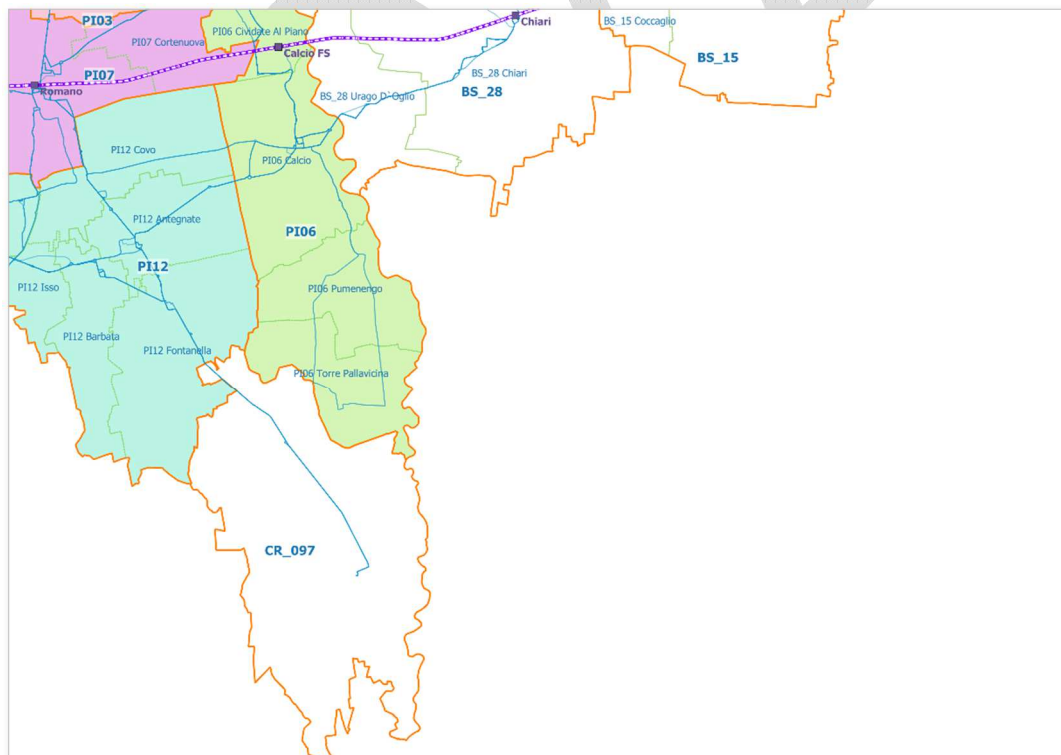 PI03
Chiari
BS_15 Coccaglio
PI06 Cividate Al Piano
PI07 Cortenuova
Calcio FS
BS_15
BS_28 Chiari
PI07
Romano
BS_28
BS_28 Urago D`Oglio
PI12 Covo
PI06 Calcio
PI12 Antegnate
PI06
PI12
PI12 Isso
PI06 Pumenengo
PI12 Barbata
PI12 Fontanella
PI06 Torre Pallavicina
CR_097